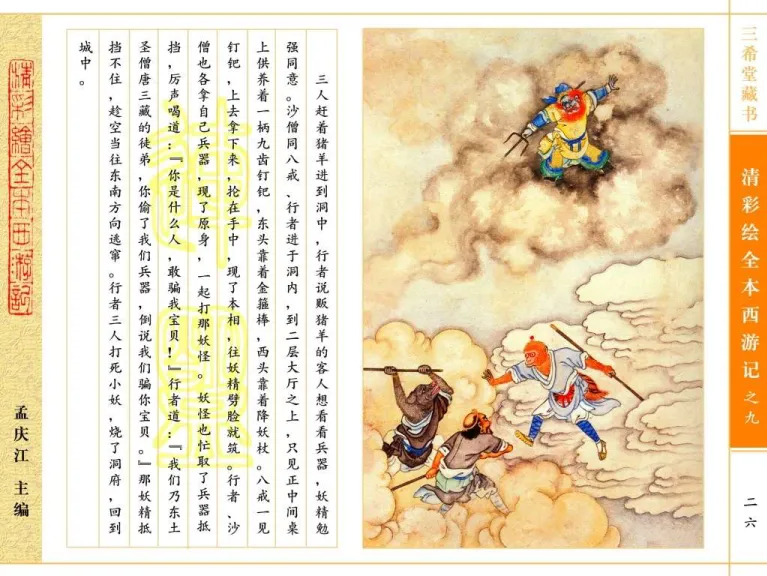 三希堂藏书
清彩绘全本西游记之九
二六
三人赶着猪羊进到洞中，行者说贩猪羊的客人想看看兵器，妖精勉
强同意。沙僧同八戒、行者进于洞内，到二层大厅之上，只见正中间桌
上供养着一柄九齿钉钯，东头靠着金箍棒，西头靠着降妖杖。八戒一见
钉钯，上去拿下来，抡在手中，现了本相，往妖精劈脸就筑。行者、沙
僧也各拿自己兵器，现了原身，一起打那妖怪。妖怪也忙取了兵器抵
挡，厉声喝道：『你是什么人，敢骗我宝贝！』行者道：『我们乃东土
圣僧唐三藏的徒弟，你偷了我们兵器，倒说我们骗你宝贝。』那妖精抵
挡不住，趁空当往东南方向逃窜。行者三人打死小妖，烧了洞府，回到
城中。
清彩繪全本西游記
孟庆江 主编